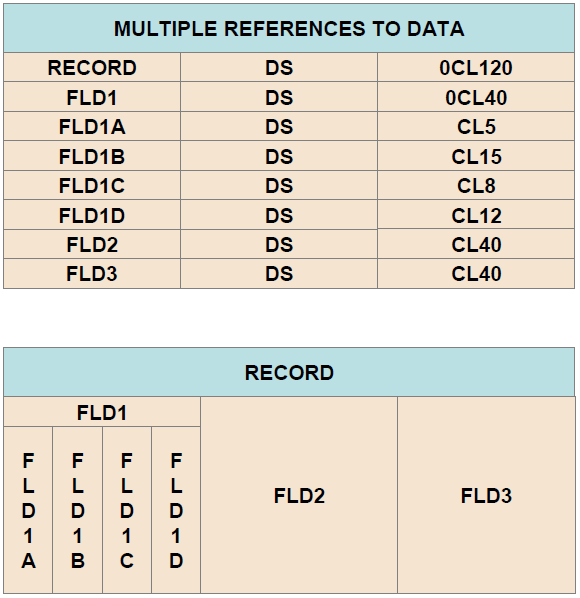 MULTIPLE REFERENCES TO DATA
RECORD DS 0CL120
FLD1 DS 0CL40
FLD1A DS CL5
FLD1B DS CL15
FLD1C DS CL8
FLD1D DS CL12
FLD2 DS CL40
FLD3 DS CL40
RECORD
FLD1
FLD1A
FLD1B
FLD1C
FLD1D
FLD2
FLD3